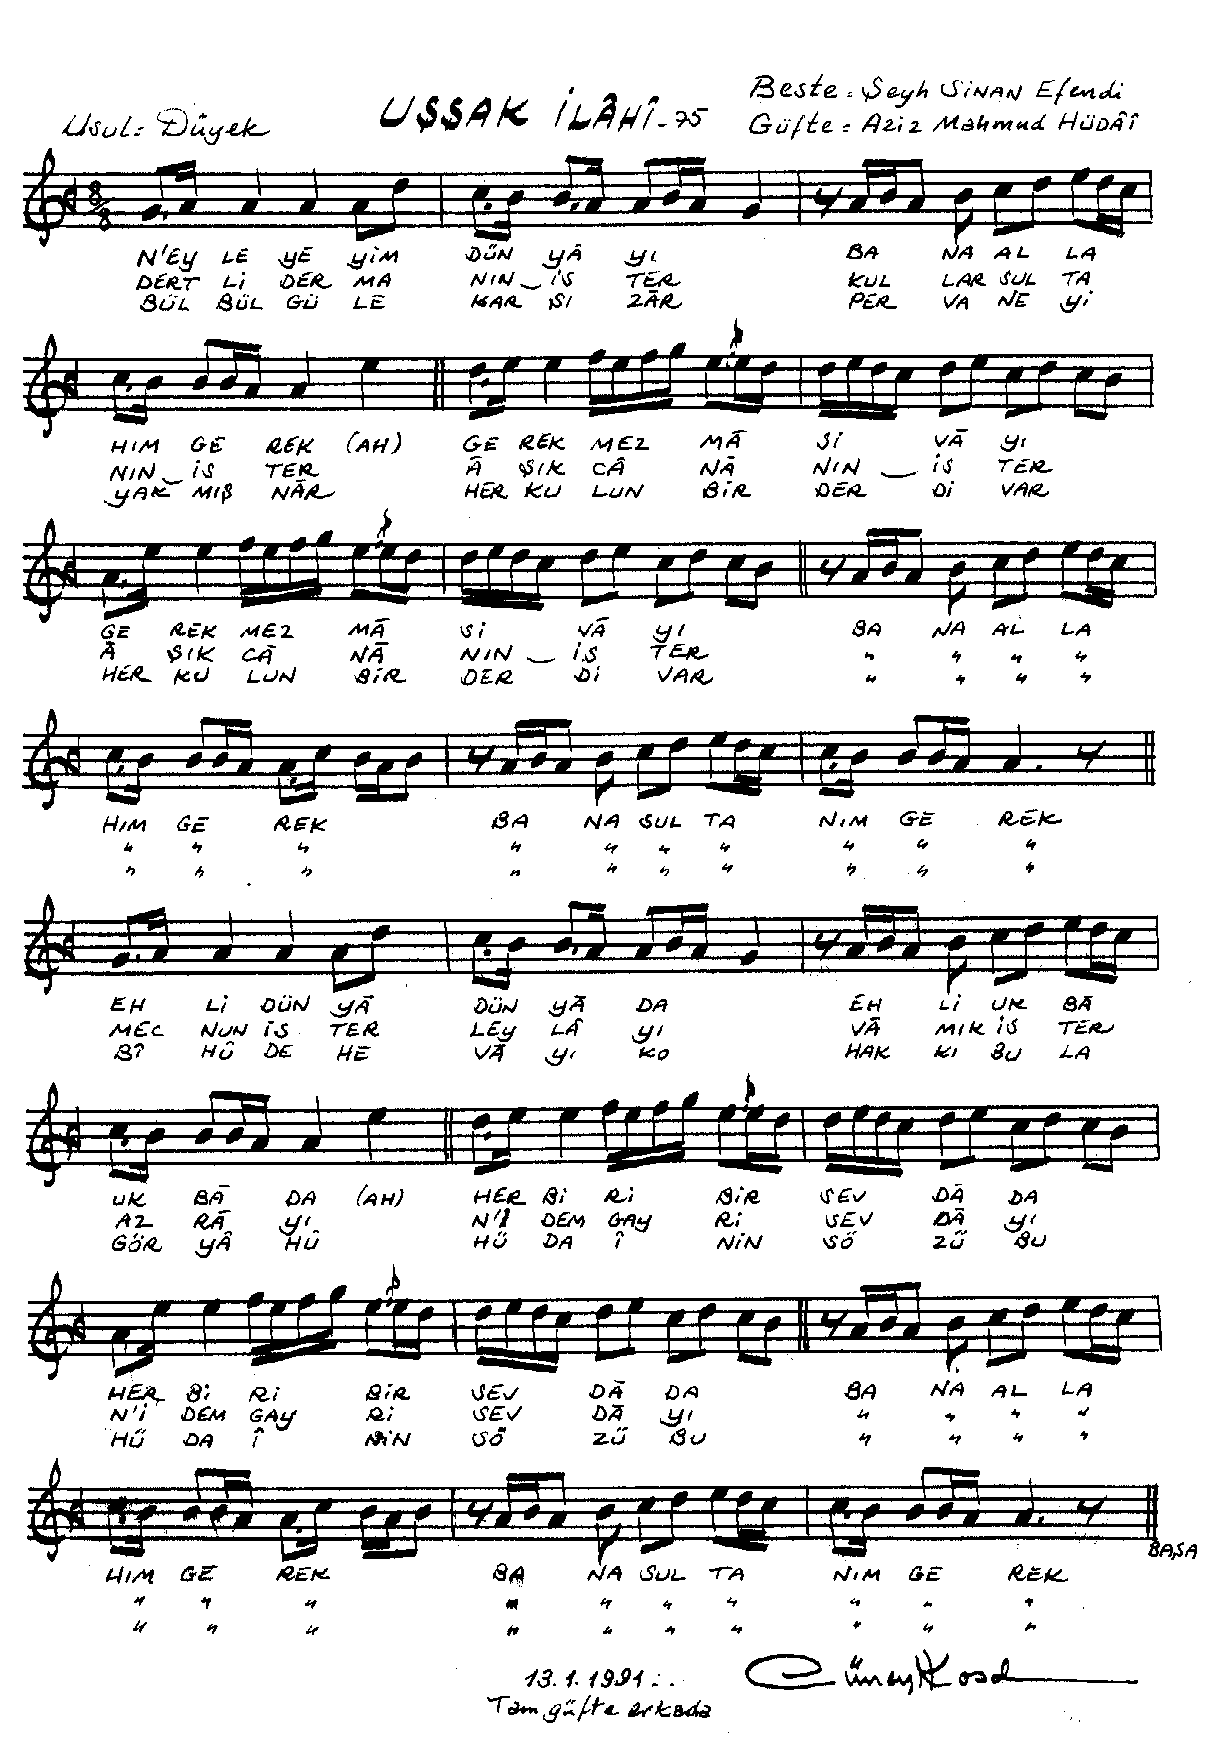 Usul: Düyek
UŞŞAK İLÂHÎ - 75
Beste: Şeyh SİNAN Efendi
Güfte: Aziz Mahmud HÜDÂÎ
8/8
N'EY LE YE YİM DÜN YÂ YI BA NA AL LA
DERT Lİ DER MA NIN İS TER KUL LAR SUL TA
BÜL BÜL GÜ LE KAR ŞI ZÂR PER VA NE Yİ
HIM GE REK (AH) GE REK MEZ MÂ Sİ VÂ YI
NIN İS TER Â ŞIK CÂ NÂ NIN İS TER
YAK MIŞ NÂR HER KU LUN BİR DER Dİ VAR
GE REK MEZ MÂ Sİ VÂ YI BA NA AL LA
Â ŞIK CÂ NÂ NIN İS TER " " " "
HER KU LUN BİR DER Dİ VAR " " " "
HIM GE REK BA NA SUL TA NIM GE REK
" " " " " " " " " "
" " " " " " " " " "
EH Lİ DÜN YÂ DÜN YÂ DA EH Lİ UK BÂ
MEC NUN İS TER LEY LÂ YI VÂ MIK İS TER
Bİ HÛ DE HE VÂ YI KO HAK KI BU LA
UK BÂ DA (AH) HER Bİ Rİ BİR SEV DÂ DA
AZ RÂ YI N'İ DEM GAY Rİ SEV DÂ YI
GÖR YÂ HÛ HÜ DA Î NİN SÖ ZÜ BU
HER Bİ Rİ BİR SEV DÂ DA BA NA AL LA
N'İ DEM GAY Rİ SEV DÂ YI " " " "
HÜ DA Î NİN SÖ ZÜ BU " " " "
BAŞA
HIM GE REK BA NA SUL TA NIM GE REK
" " " " " " " " " "
" " " " " " " " " "
13.1.1991
Tam güfte arkada